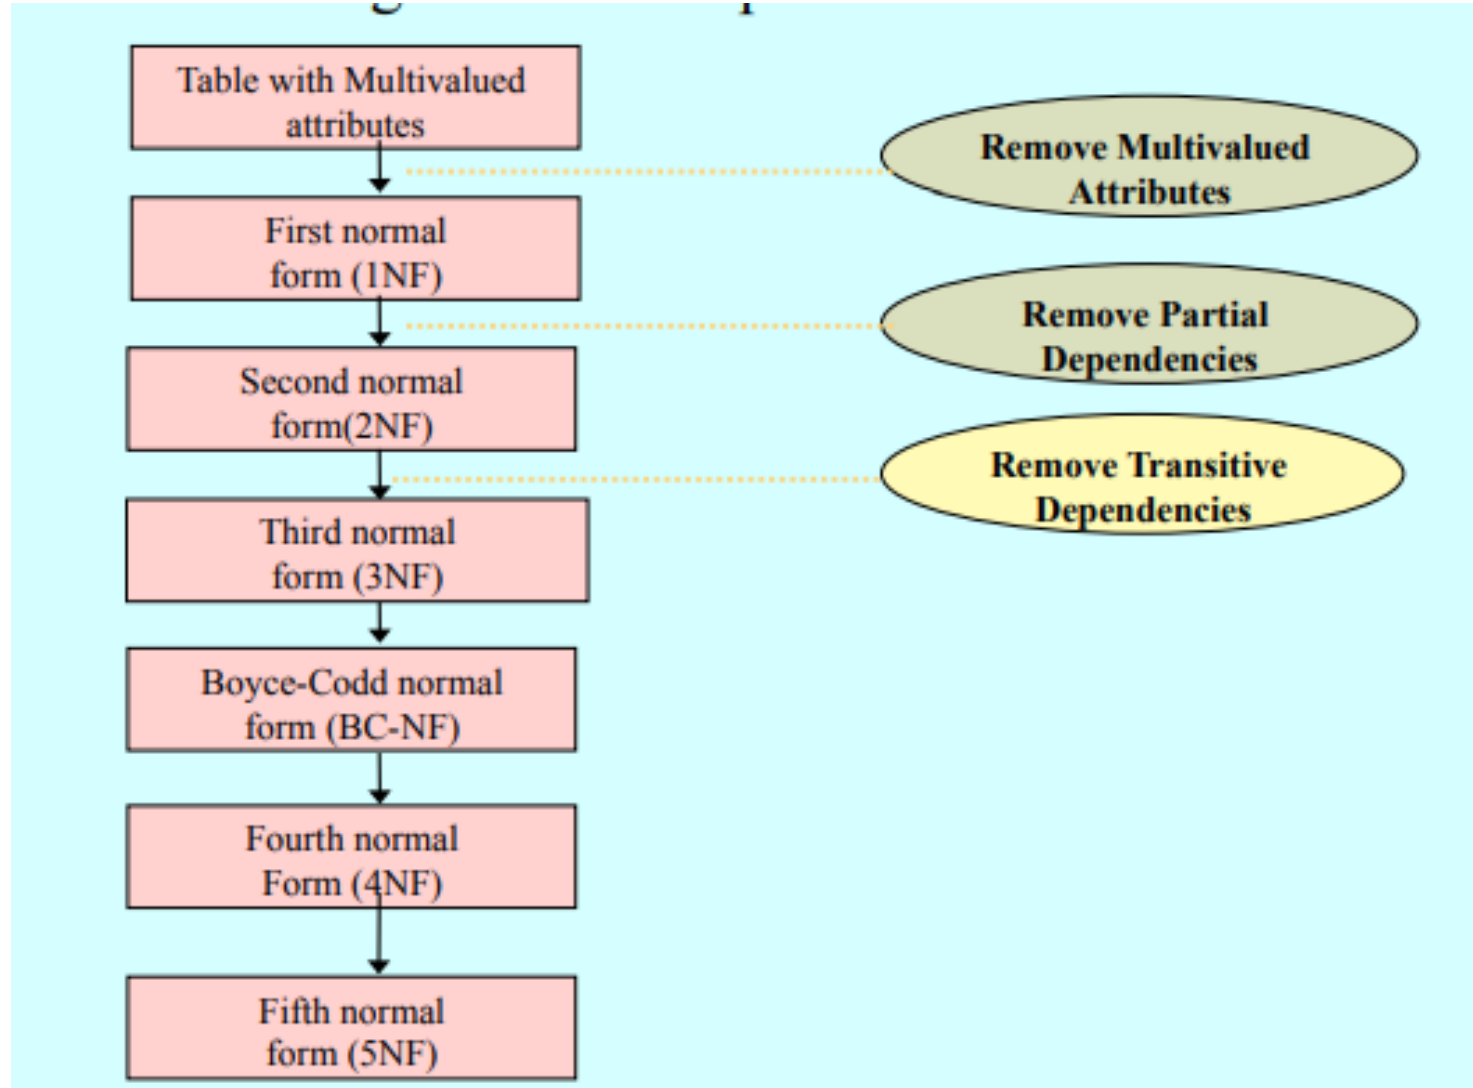 Table with Multivalued
attributes
Remove Multivalued
Attributes
First normal
form (1NF)
Remove Partial
Dependencies
Second normal
form(2NF)
Remove Transitive
Dependencies
Third normal
form (3NF)
Boyce-Codd normal
form (BC-NF)
Fourth normal
Form (4NF)
Fifth normal
form (5NF)